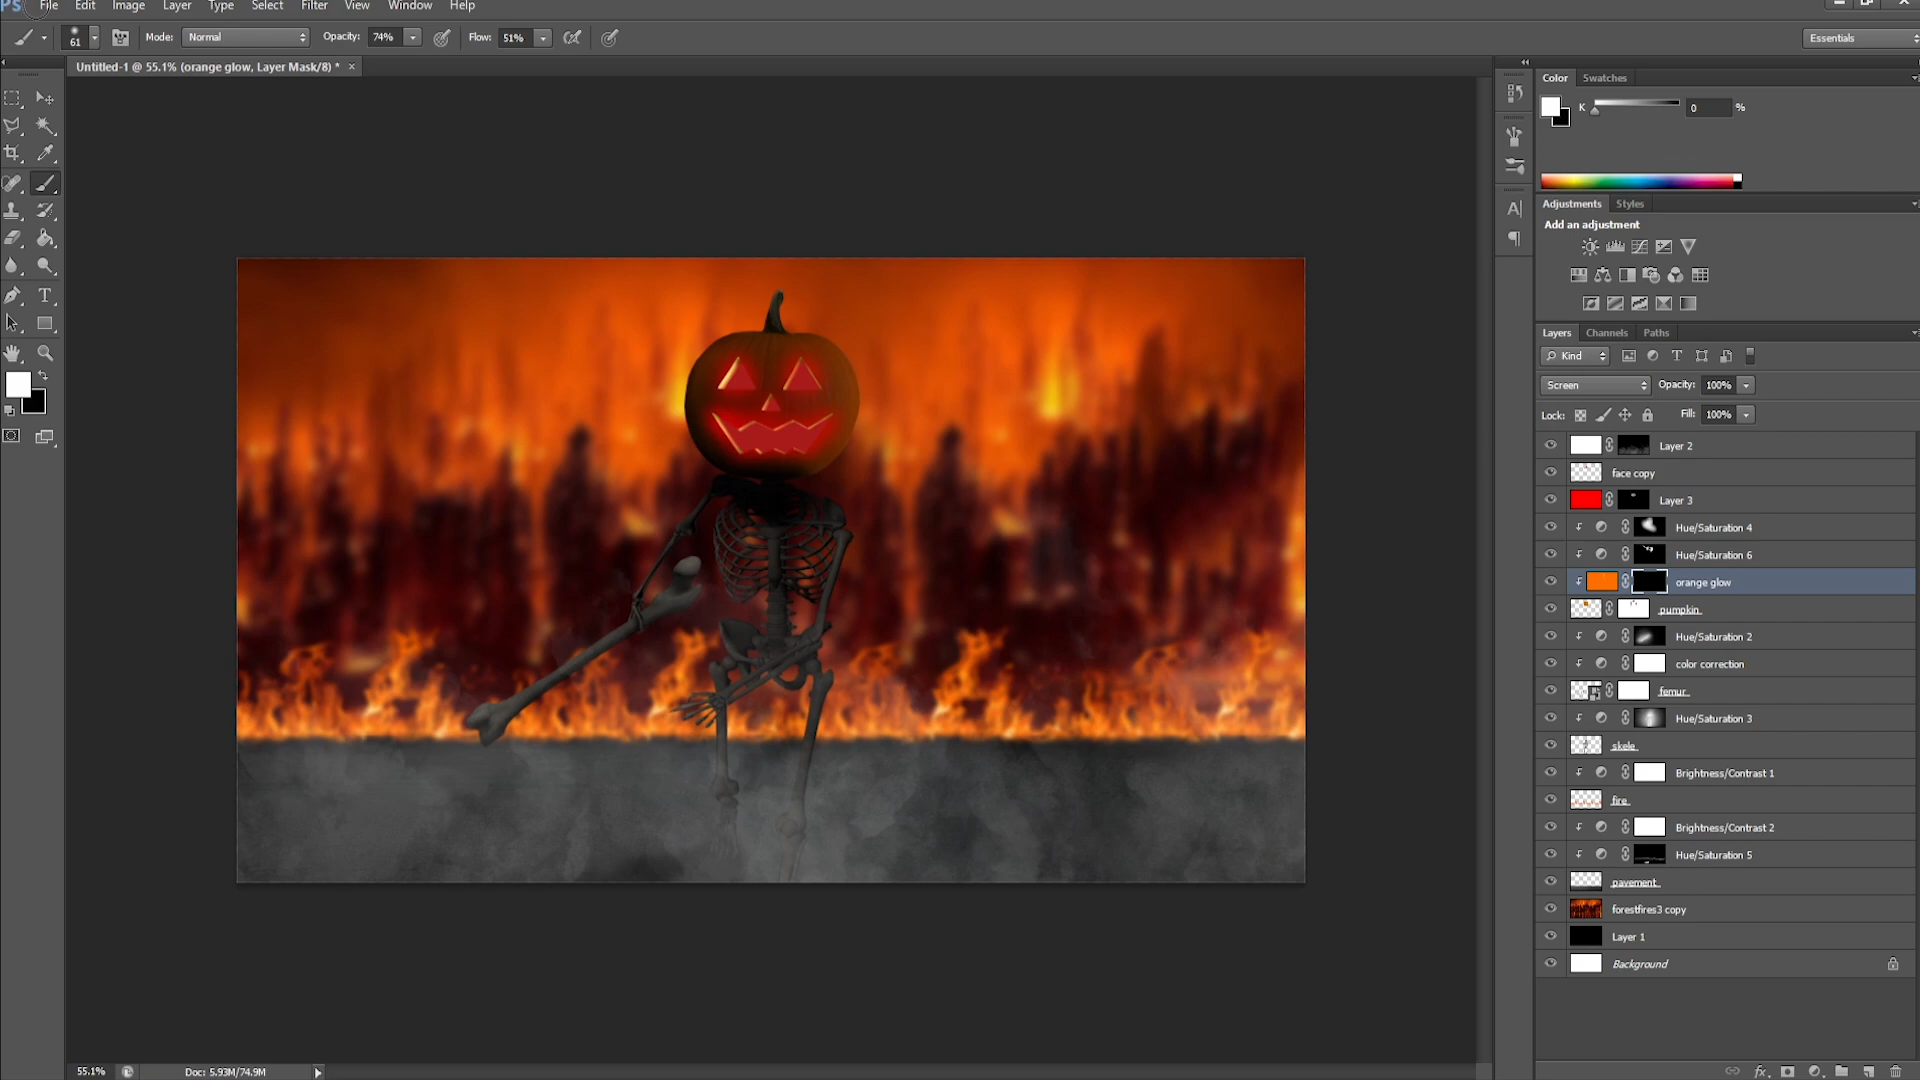 Ps File Edit Image Layer Type Select Filter View Window Help
61 Mode: Normal Opacity: 74% Flow: 51% Essentials
Untitled-1 @ 55.1% (orange glow, Layer Mask/8) * ×
Color Swatches
K 0 %
Adjustments Styles
Add an adjustment
Layers Channels Paths
Kind
Screen Opacity: 100%
Lock: Fill: 100%
Layer 2
face copy
Layer 3
Hue/Saturation 4
Hue/Saturation 6
orange glow
pumpkin
Hue/Saturation 2
color correction
femur
Hue/Saturation 3
skele
Brightness/Contrast 1
fire
Brightness/Contrast 2
Hue/Saturation 5
pavement
forestfires3 copy
Layer 1
Background
55.1% Doc: 5.93M/74.9M
fx